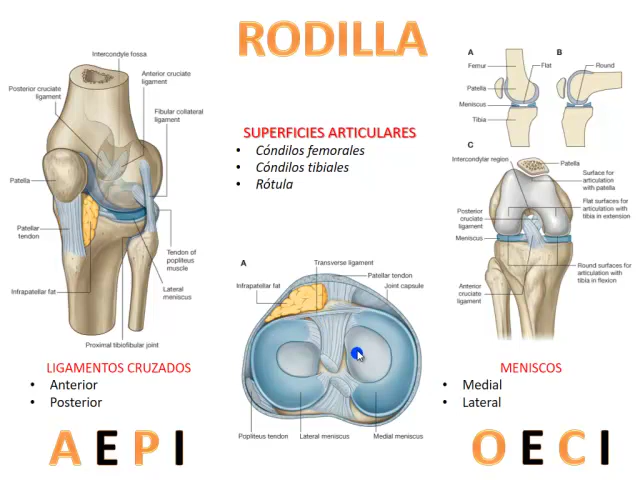 RODILLA
Intercondyle fossa
Anterior cruciate
ligament
Posterior cruciate
ligament
Fibular collateral
ligament
Patella
Patellar
tendon
Tendon of
popliteus
muscle
Lateral
meniscus
Infrapatellar fat
Proximal tibiofibular joint
SUPERFICIES ARTICULARES
• Cóndilos femorales
• Cóndilos tibiales
• Rótula
A
Transverse ligament
Patellar tendon
Infrapatellar fat
Joint capsule
Popliteus tendon
Lateral meniscus
Medial meniscus
A
B
Femur
Flat
Round
Patella
Meniscus
Tibia
C
Intercondylar region
Patella
Surface for
articulation
with patella
Flat surfaces for
articulation with
tibia in extension
Posterior
cruciate
ligament
Meniscus
Round surfaces for
articulation with
tibia in flexion
Anterior
cruciate
ligament
LIGAMENTOS CRUZADOS
• Anterior
• Posterior
MENISCOS
• Medial
• Lateral
A E P I
O E C I